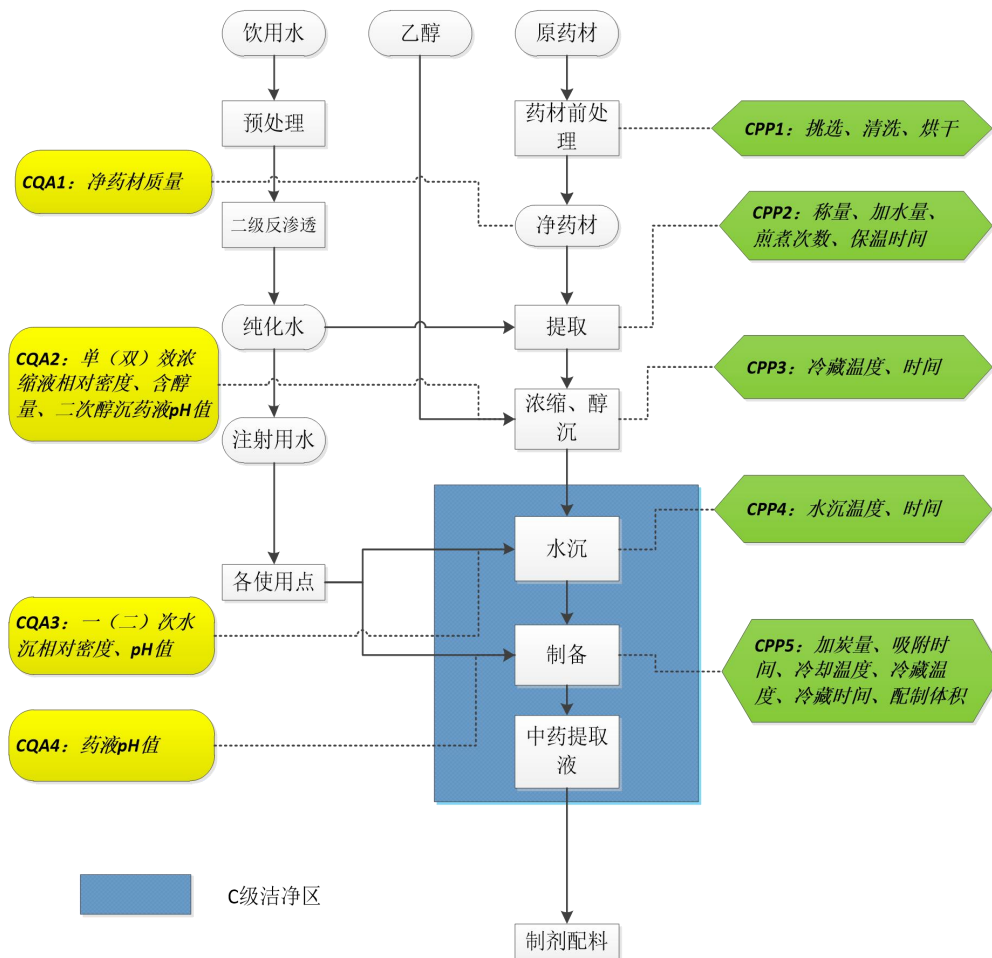 饮用水
乙醇
原药材
预处理
药材前处
理
CPP1：挑选、清洗、烘干
CQA1：净药材质量
二级反渗透
净药材
CPP2：称量、加水量、
煎煮次数、保温时间
纯化水
提取
CQA2：单（双）效浓
缩液相对密度、含醇
量、二次醇沉药液pH值
CPP3：冷藏温度、时间
浓缩、醇
沉
注射用水
CPP4：水沉温度、时间
水沉
各使用点
CQA3：一（二）次水
沉相对密度、pH值
制备
CPP5：加炭量、吸附时
间、冷却温度、冷藏温
度、冷藏时间、配制体积
CQA4：药液pH值
中药提取
液
C级洁净区
制剂配料